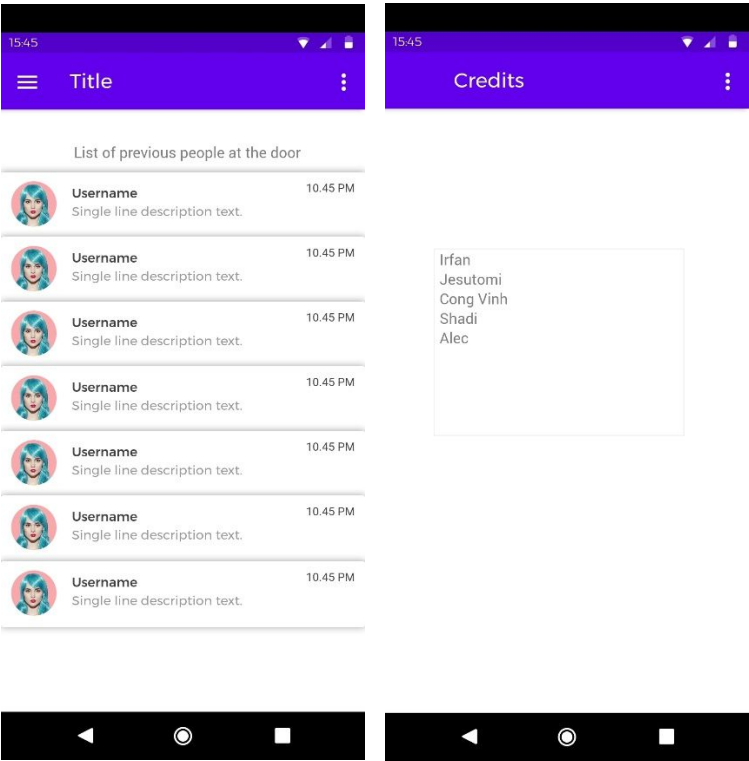 15:45
Title
List of previous people at the door
Username
10.45 PM
Single line description text.
Username
10.45 PM
Single line description text.
Username
10.45 PM
Single line description text.
Username
10.45 PM
Single line description text.
Username
10.45 PM
Single line description text.
Username
10.45 PM
Single line description text.
Username
10.45 PM
Single line description text.
15:45
Credits
Irfan
Jesutomi
Cong Vinh
Shadi
Alec